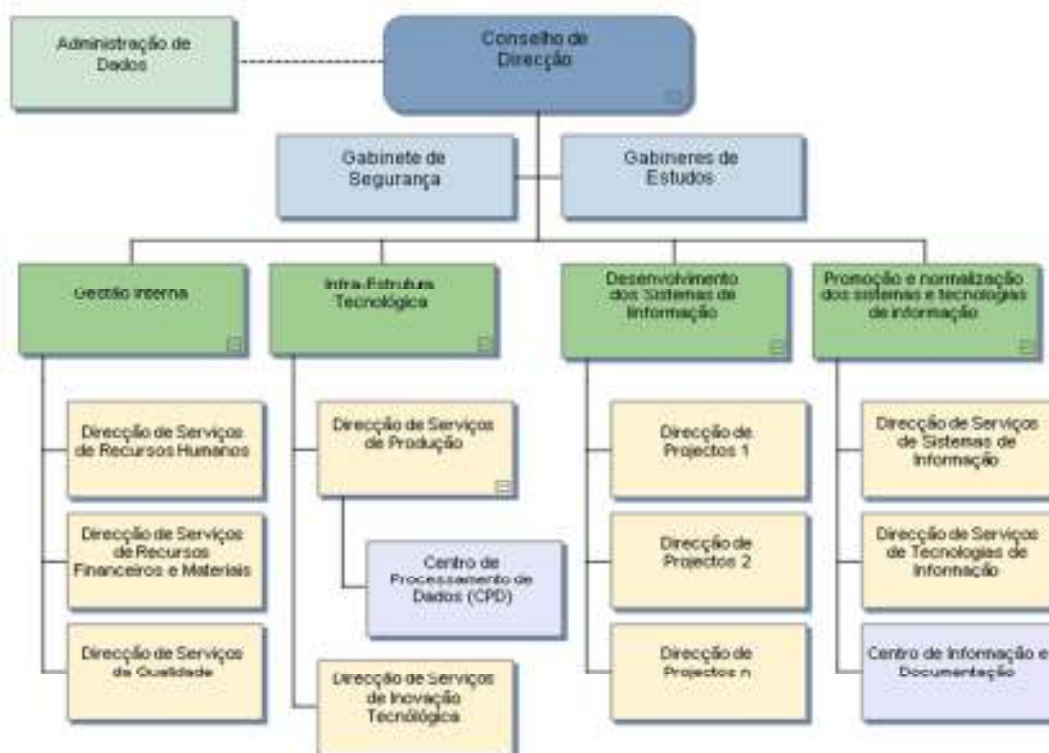 Administração de
Dados
Conselho de
Direcção
Gabinete de
Segurança
Gabineres de
Estudos
Gestão Interna
Infra-Estrutura
Tecnológica
Desenvolvimento
dos Sistemas de
Iinformação
Promoção e normalização
dos sistemas e tecnologias
de informação
Direcção de Serviços
de Recursos Humanos
Direcção de Serviços
de Produção
Direcção de
Projectos 1
Direcção de Serviços
de Sistemas de
Informação
Direcção de Serviços
de Recursos
Financeiros e Materiais
Centro de
Processamento de
Dados (CPD)
Direcção de
Projectos 2
Direcção de Serviços
de Tecnologias de
Informação
Direcção de Serviços
da Qualidade
Direcção de Serviços
de Inovação
Tecnológica
Direcção de
Projectos n
Centro de Informação e
Documentação